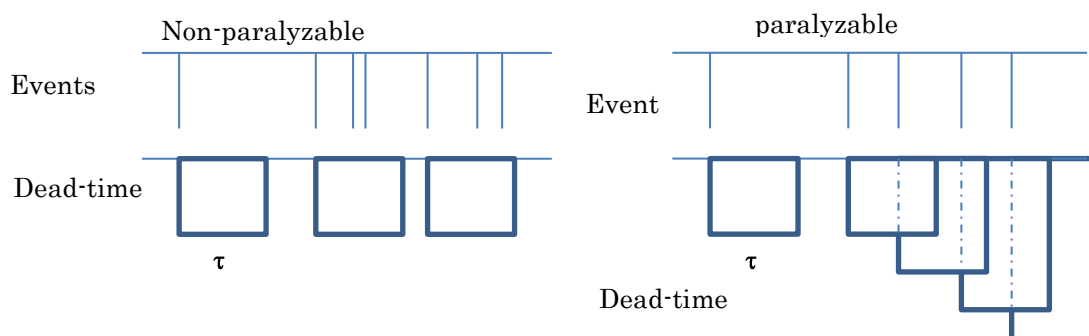 Non-paralyzable
Events
Dead-time
τ
paralyzable
Event
τ
Dead-time